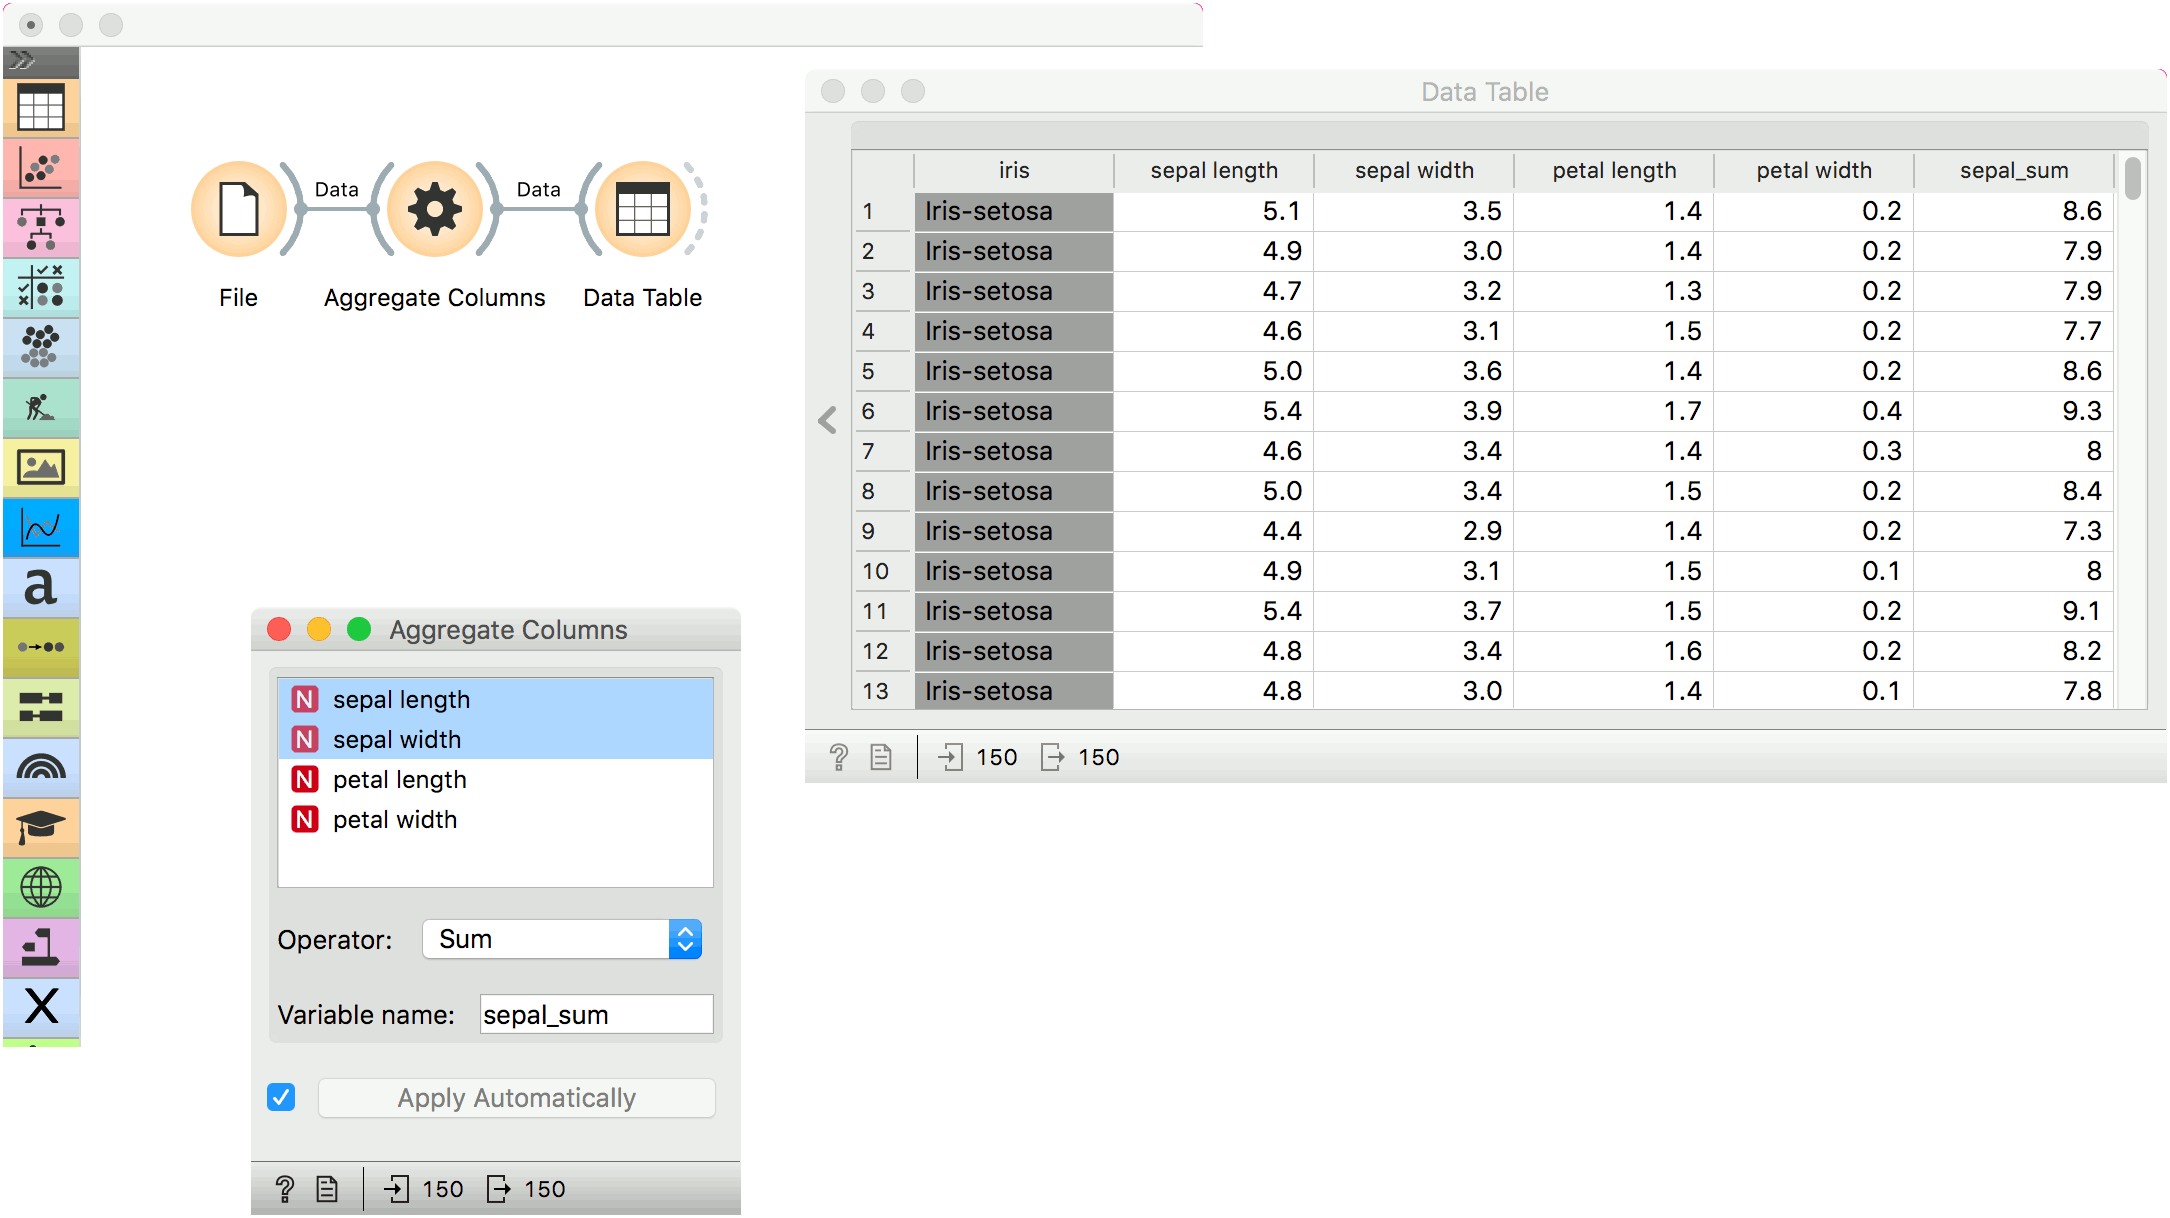 Data Data
File Aggregate Columns Data Table
a
X
Data Table
iris sepal length sepal width petal length petal width sepal_sum
1 Iris-setosa 5.1 3.5 1.4 0.2 8.6
2 Iris-setosa 4.9 3.0 1.4 0.2 7.9
3 Iris-setosa 4.7 3.2 1.3 0.2 7.9
4 Iris-setosa 4.6 3.1 1.5 0.2 7.7
5 Iris-setosa 5.0 3.6 1.4 0.2 8.6
6 Iris-setosa 5.4 3.9 1.7 0.4 9.3
7 Iris-setosa 4.6 3.4 1.4 0.3 8
8 Iris-setosa 5.0 3.4 1.5 0.2 8.4
9 Iris-setosa 4.4 2.9 1.4 0.2 7.3
10 Iris-setosa 4.9 3.1 1.5 0.1 8
11 Iris-setosa 5.4 3.7 1.5 0.2 9.1
12 Iris-setosa 4.8 3.4 1.6 0.2 8.2
13 Iris-setosa 4.8 3.0 1.4 0.1 7.8
? 150 150
Aggregate Columns
N sepal length
N sepal width
N petal length
N petal width
Operator: Sum
Variable name: sepal_sum
Apply Automatically
? 150 150